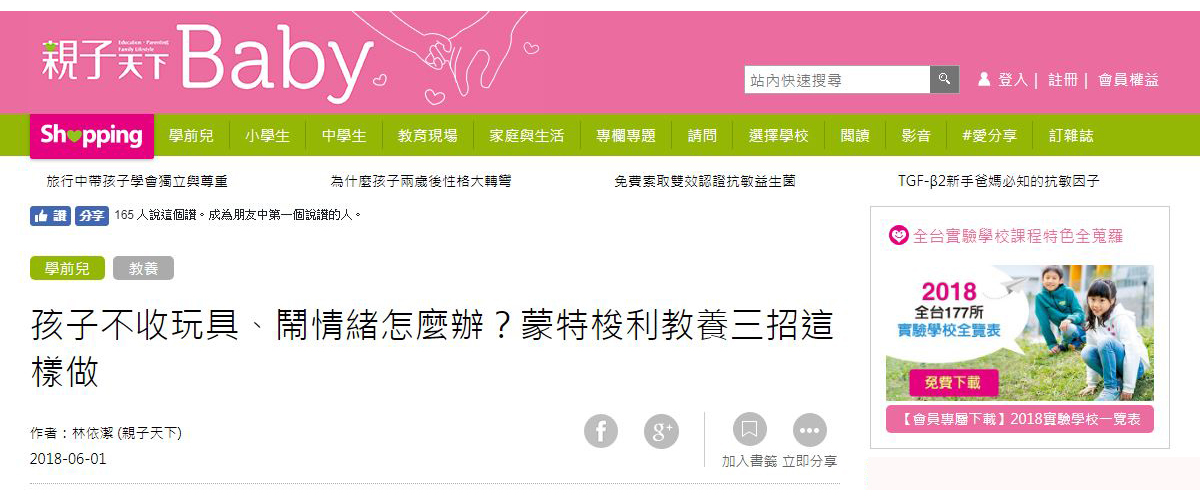 親子天下 Education · Parenting Family Lifestyle Baby
站內快速搜尋
登入 | 註冊 | 會員權益
Shopping 學前兒 小學生 中學生 教育現場 家庭與生活 專欄專題 請問 選擇學校 閱讀 影音 #愛分享 訂雜誌
旅行中帶孩子學會獨立與尊重 為什麼孩子兩歲後性格大轉彎 免費索取雙效認證抗敏益生菌 TGF-β2新手爸媽必知的抗敏因子
讚 分享 165 人說這個讚。成為朋友中第一個說讚的人。
學前兒 教養
孩子不收玩具、鬧情緒怎麼辦？蒙特梭利教養三招這
樣做
作者：林依潔 (親子天下)
2018-06-01
f g+
加入書籤 立即分享
全台實驗學校課程特色全蒐羅
2018
全台177所
實驗學校全覽表
免費下載
【會員專屬下載】2018實驗學校一覽表